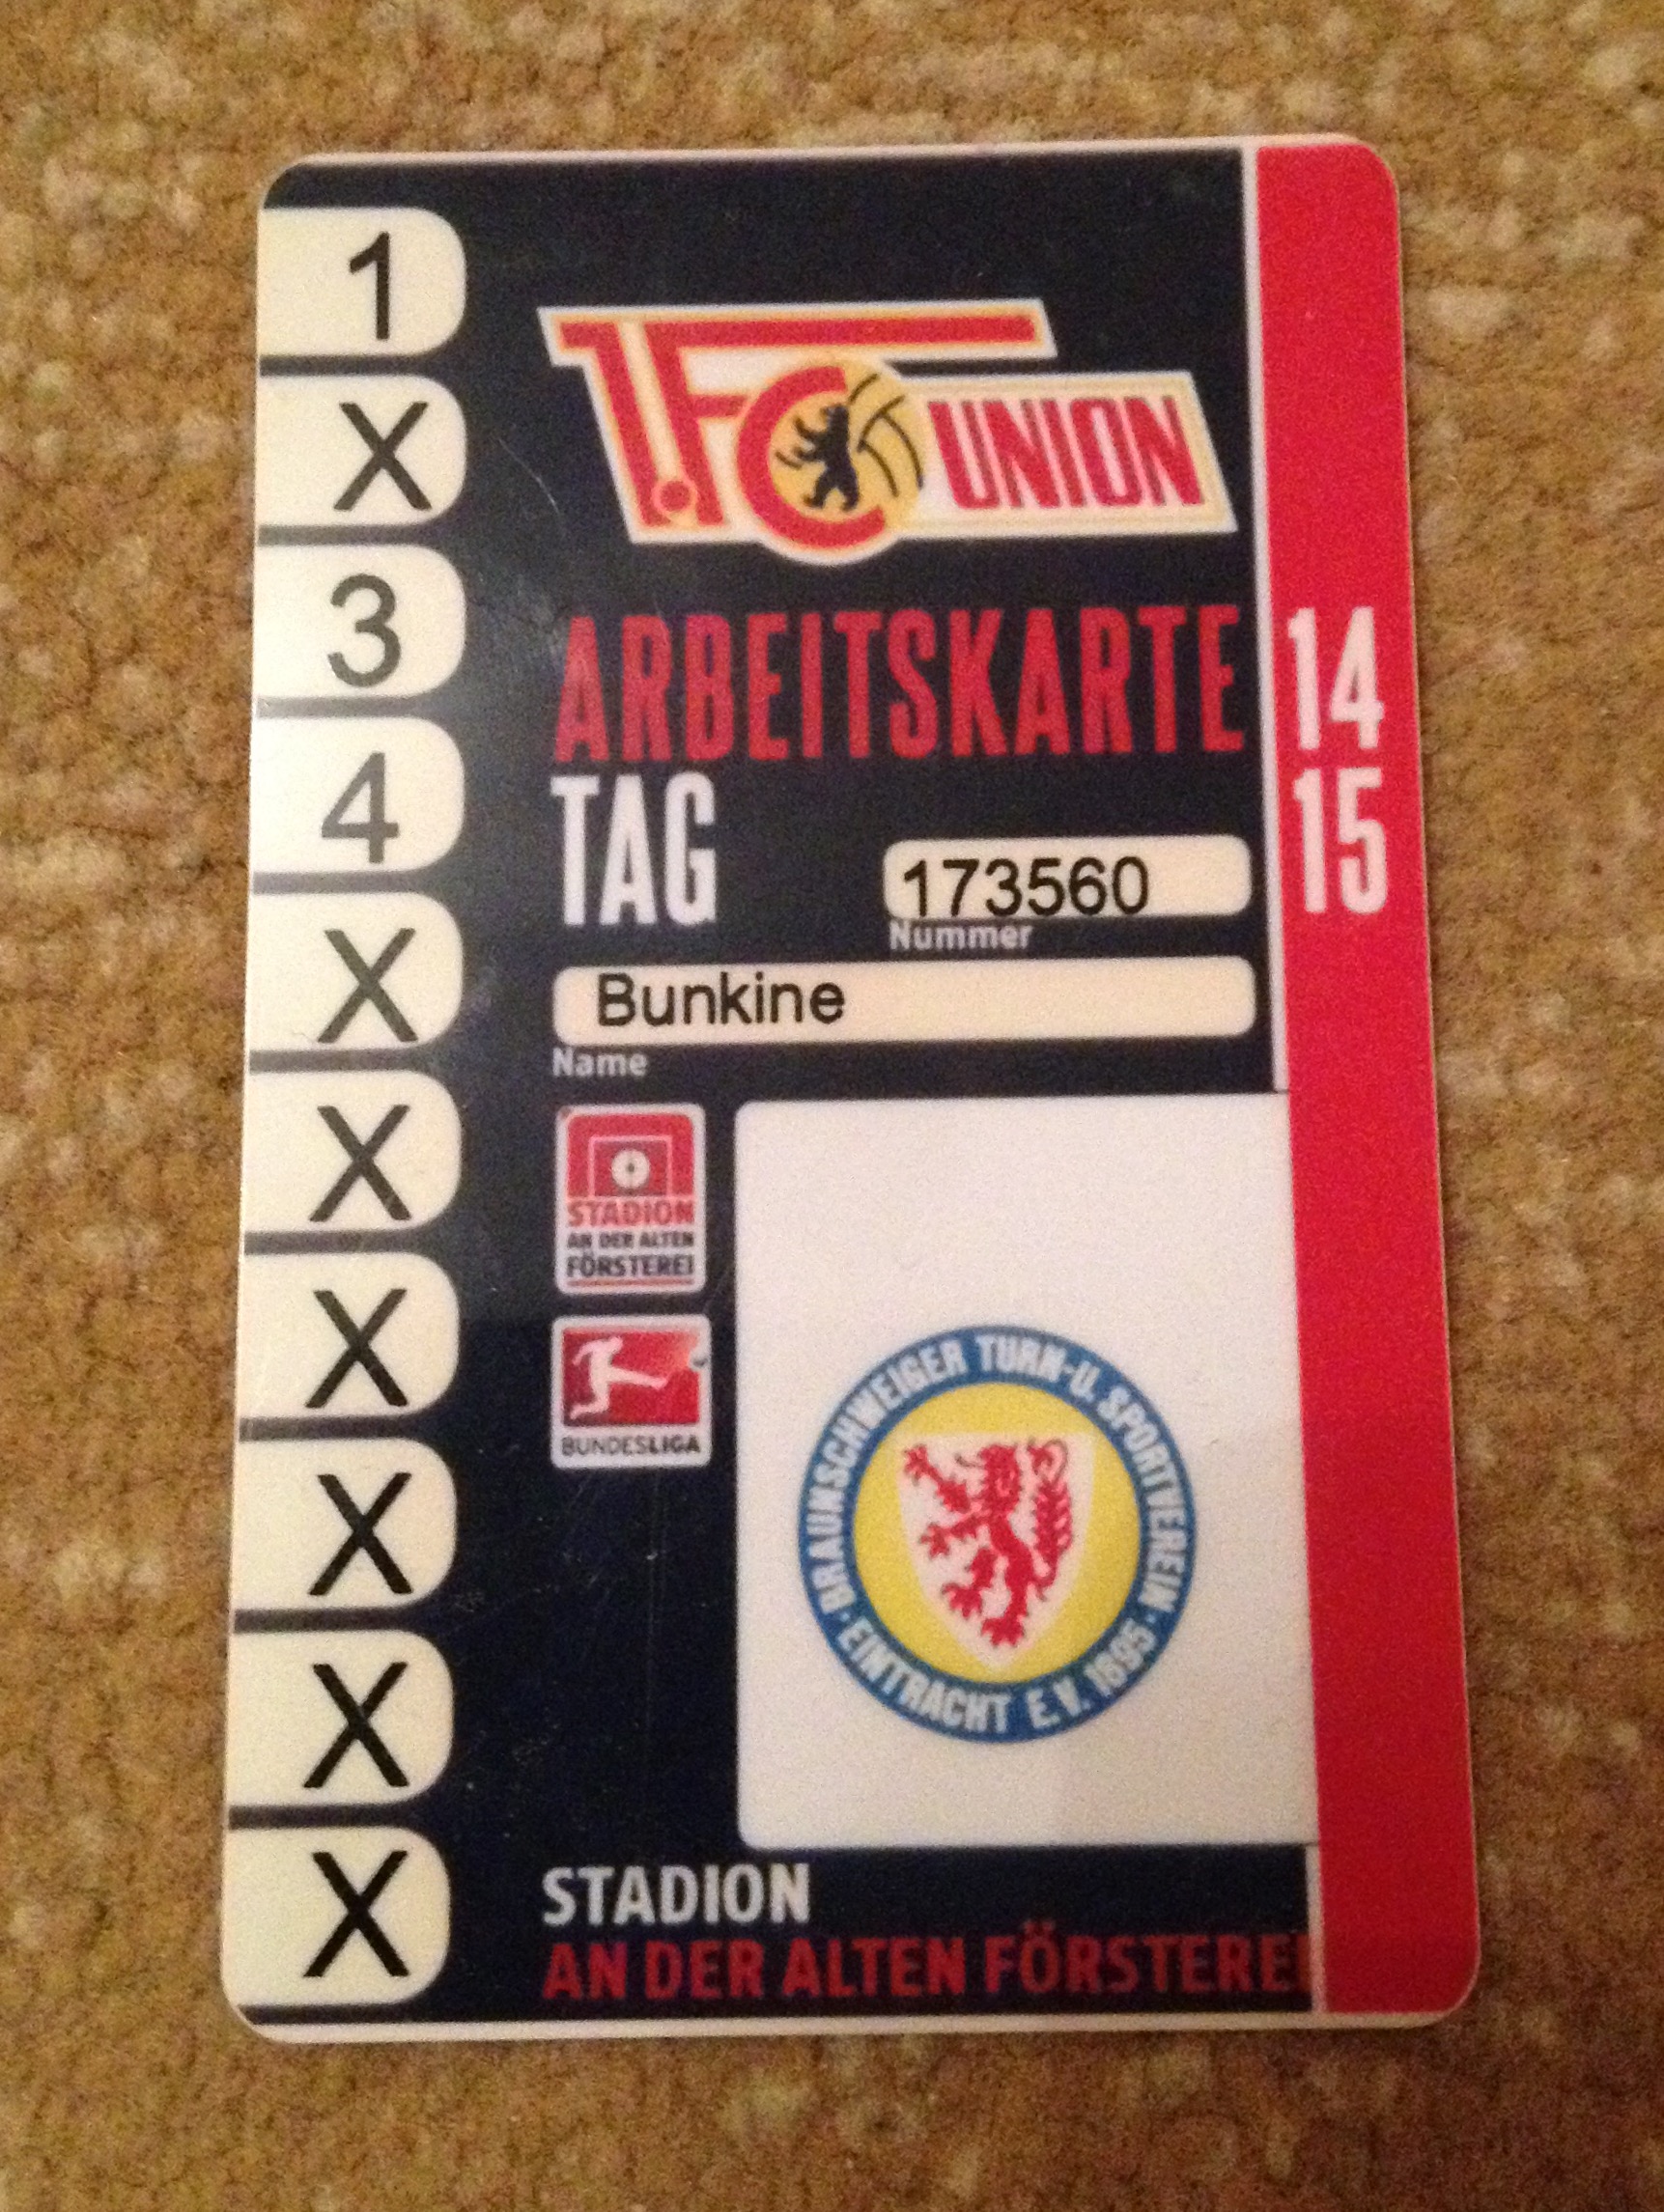 1
X
3
4
X
X
X
X
X
X
1.FC UNION
ARBEITSKARTE
TAG
14
15
173560
Nummer
Bunkine
Name
STADION
AN DER ALTEN
FÖRSTEREI
BUNDESLIGA
BRAUNSCHWEIGER TURN-U. SPORTVEREIN
· EINTRACHT E.V. 1895 ·
STADION
AN DER ALTEN FÖRSTEREI